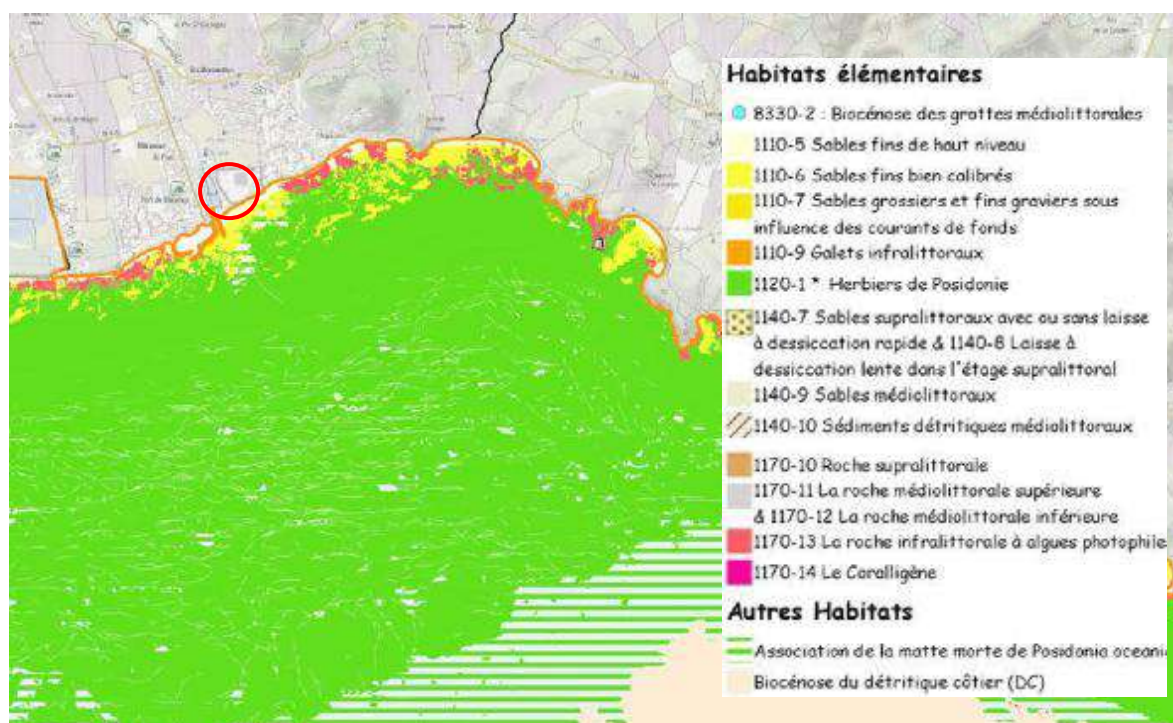 Habitats élémentaires
8330-2 : Biocénose des grottes médiolittorales
1110-5 Sables fins de haut niveau
1110-6 Sables fins bien calibrés
1110-7 Sables grossiers et fins graviers sous
influence des courants de fonds
1110-9 Galets infralittoraux
1120-1 * Herbiers de Posidonie
1140-7 Sables supralittoraux avec ou sans laisse
à dessiccation rapide & 1140-8 Laisse à
dessiccation lente dans l'étage supralittoral
1140-9 Sables médiolittoraux
1140-10 Sédiments détritiques médiolittoraux
1170-10 Roche supralittorale
1170-11 La roche médiolittorale supérieure
& 1170-12 La roche médiolittorale inférieure
1170-13 La roche infralittorale à algues photophile
1170-14 Le Coralligène
Autres Habitats
Association de la matte morte de Posidonia oceani
Biocénose du détritique côtier (DC)